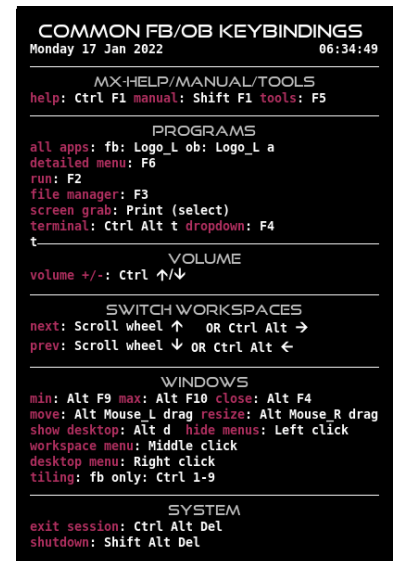 COMMON FB/OB KEYBINDINGS
Monday 17 Jan 2022 06:34:49
MX-HELP/MANUAL/TOOLS
help: Ctrl F1 manual: Shift F1 tools: F5
PROGRAMS
all apps: fb: Logo_L ob: Logo_L a
detailed menu: F6
run: F2
file manager: F3
screen grab: Print (select)
terminal: Ctrl Alt t dropdown: F4
t
VOLUME
volume +/-: Ctrl ↑/↓
SWITCH WORKSPACES
next: Scroll wheel ↑ OR Ctrl Alt →
prev: Scroll wheel ↓ OR Ctrl Alt ←
WINDOWS
min: Alt F9 max: Alt F10 close: Alt F4
move: Alt Mouse_L drag resize: Alt Mouse_R drag
show desktop: Alt d hide menus: Left click
workspace menu: Middle click
desktop menu: Right click
tiling: fb only: Ctrl 1-9
SYSTEM
exit session: Ctrl Alt Del
shutdown: Shift Alt Del